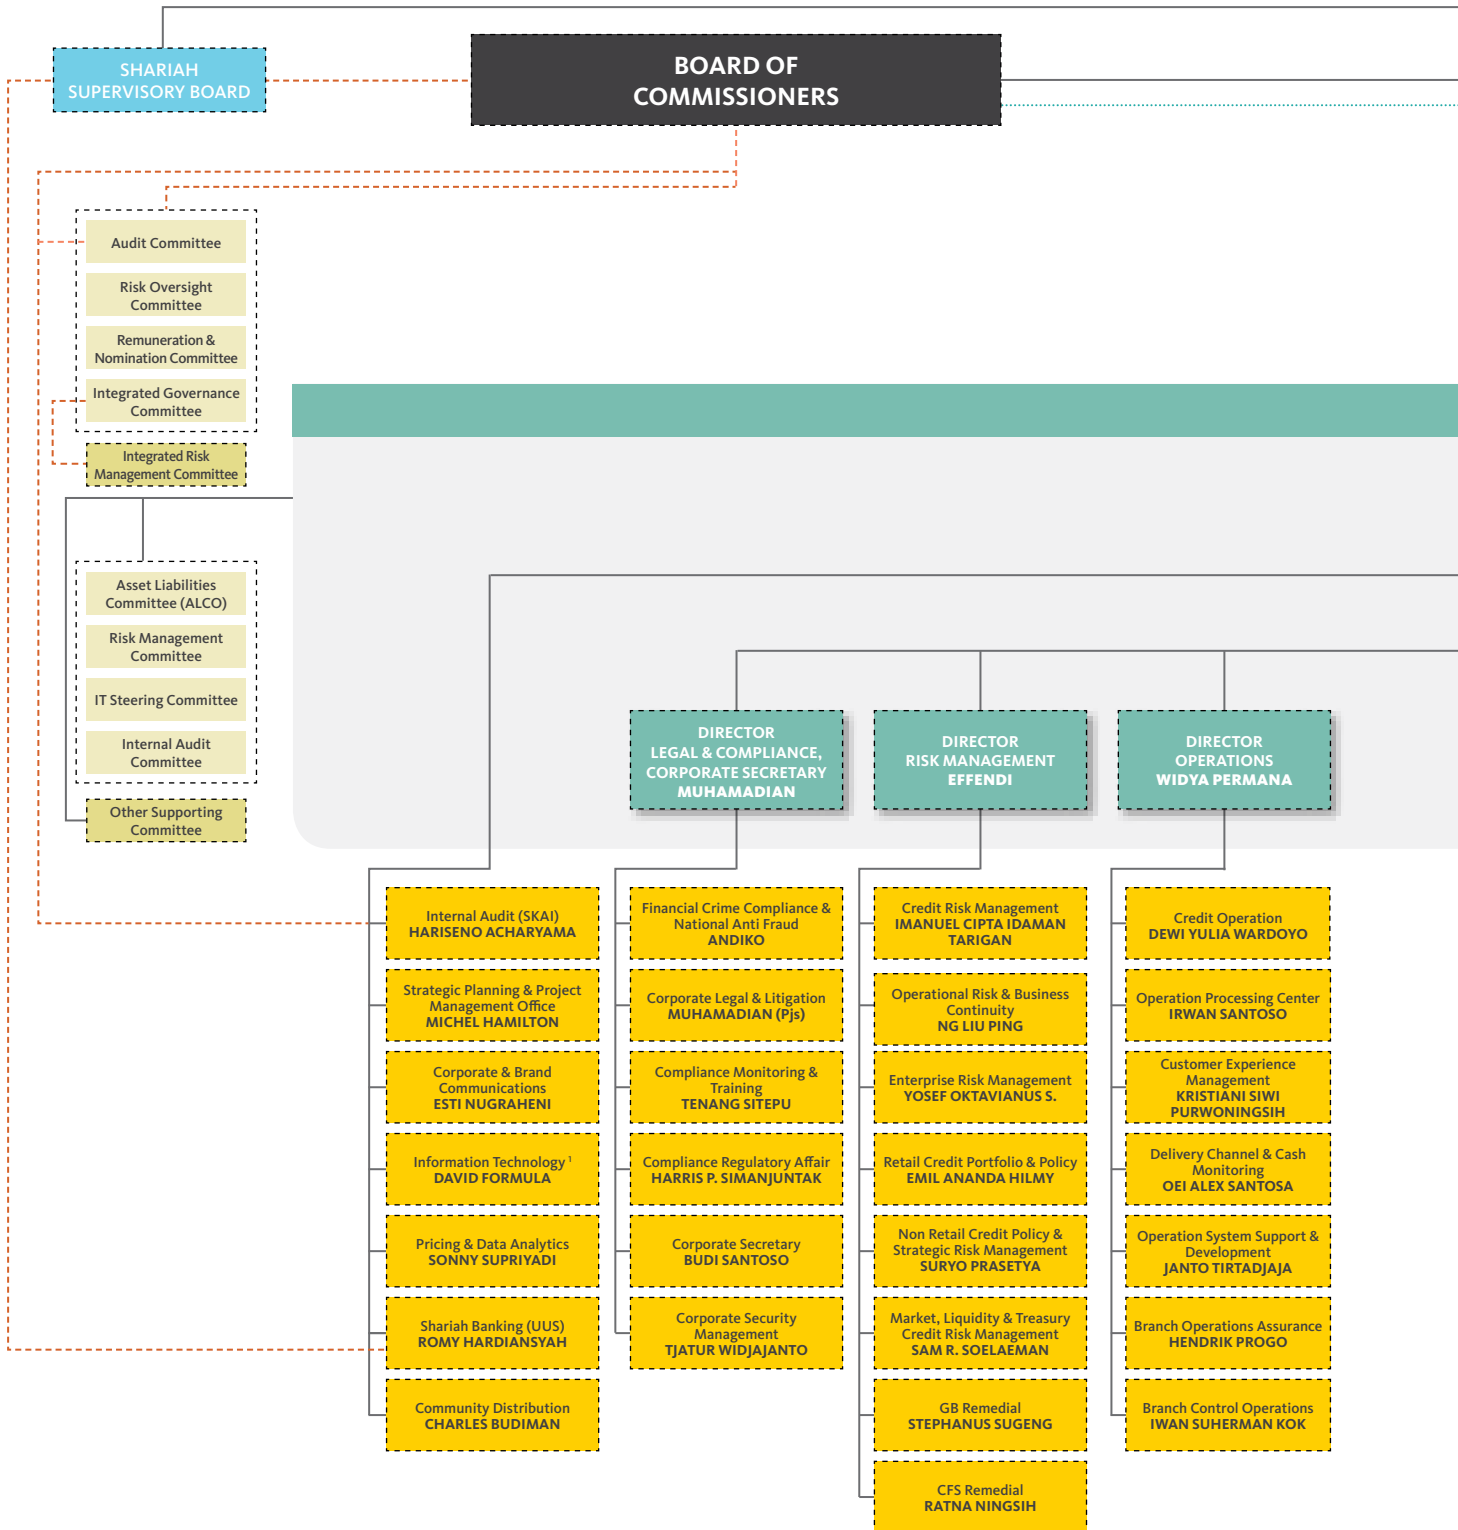 SHARIAH
SUPERVISORY BOARD
BOARD OF
COMMISSIONERS
Audit Committee
Risk Oversight
Committee
Remuneration &
Nomination Committee
Integrated Governance
Committee
Integrated Risk
Management Committee
Asset Liabilities
Committee (ALCO)
Risk Management
Committee
IT Steering Committee
Internal Audit
Committee
Other Supporting
Committee
DIRECTOR
LEGAL & COMPLIANCE,
CORPORATE SECRETARY
MUHAMADIAN
DIRECTOR
RISK MANAGEMENT
EFFENDI
DIRECTOR
OPERATIONS
WIDYA PERMANA
Internal Audit (SKAI)
HARISENO ACHARYAMA
Strategic Planning & Project
Management Office
MICHEL HAMILTON
Corporate & Brand
Communications
ESTI NUGRAHENI
Information Technology 1
DAVID FORMULA
Pricing & Data Analytics
SONNY SUPRIYADI
Shariah Banking (UUS)
ROMY HARDIANSYAH
Community Distribution
CHARLES BUDIMAN
Financial Crime Compliance &
National Anti Fraud
ANDIKO
Corporate Legal & Litigation
MUHAMADIAN (Pjs)
Compliance Monitoring &
Training
TENANG SITEPU
Compliance Regulatory Affair
HARRIS P. SIMANJUNTAK
Corporate Secretary
BUDI SANTOSO
Corporate Security
Management
TJATUR WIDJAJANTO
Credit Risk Management
IMANUEL CIPTA IDAMAN
TARIGAN
Operational Risk & Business
Continuity
NG LIU PING
Enterprise Risk Management
YOSEF OKTAVIANUS S.
Retail Credit Portfolio & Policy
EMIL ANANDA HILMY
Non Retail Credit Policy &
Strategic Risk Management
SURYO PRASETYA
Market, Liquidity & Treasury
Credit Risk Management
SAM R. SOELAEMAN
GB Remedial
STEPHANUS SUGENG
CFS Remedial
RATNA NINGSIH
Credit Operation
DEWI YULIA WARDOYO
Operation Processing Center
IRWAN SANTOSO
Customer Experience
Management
KRISTIANI SIWI
PURWONINGSIH
Delivery Channel & Cash
Monitoring
OEI ALEX SANTOSA
Operation System Support &
Development
JANTO TIRTADJAJA
Branch Operations Assurance
HENDRIK PROGO
Branch Control Operations
IWAN SUHERMAN KOK